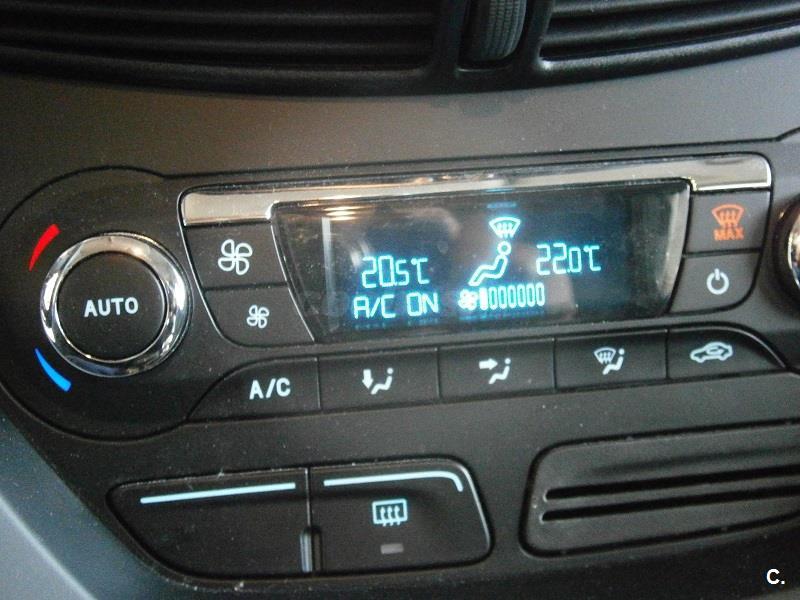 MAX
20.5°C
22.0°C
A/C ON
AUTO
A/C
C.